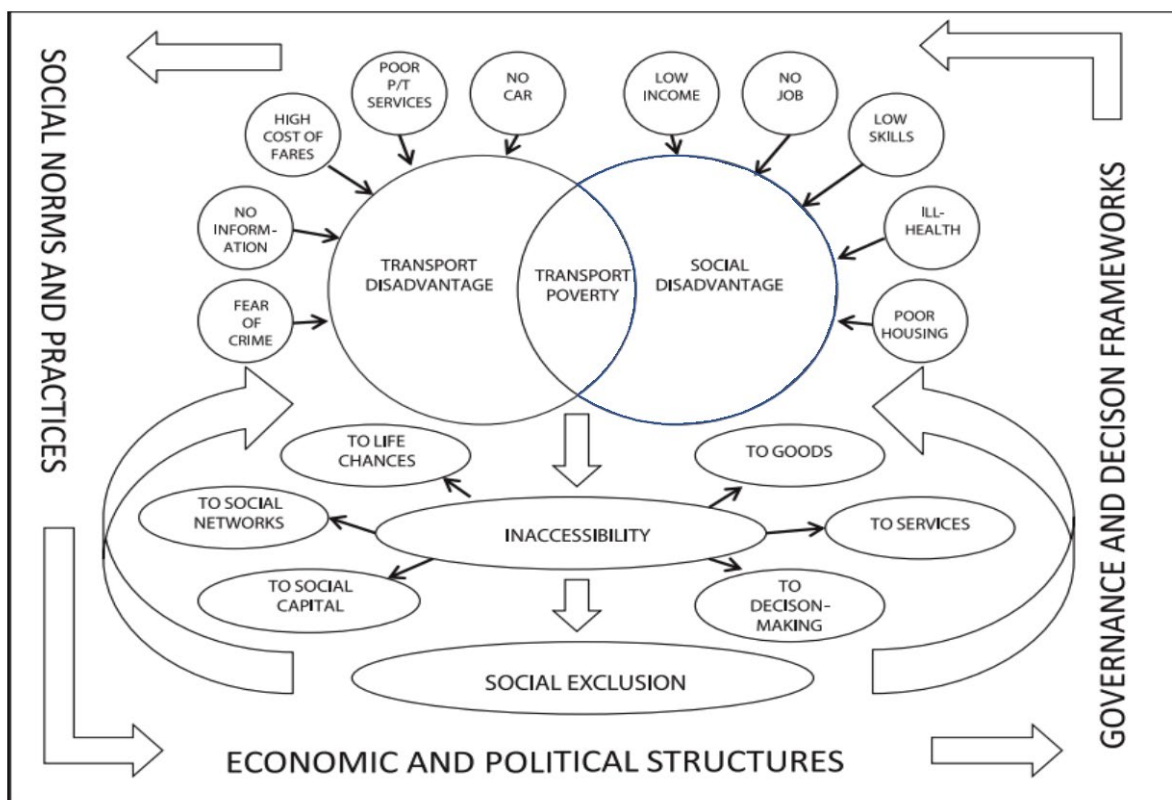 SOCIAL NORMS AND PRACTICES
POOR
P/T
SERVICES
NO
CAR
LOW
INCOME
NO
JOB
HIGH
COST OF
FARES
LOW
SKILLS
NO
INFORM-
ATION
ILL-
HEALTH
TRANSPORT
DISADVANTAGE
TRANSPORT
POVERTY
SOCIAL
DISADVANTAGE
FEAR
OF
CRIME
POOR
HOUSING
GOVERNANCE AND DECISON FRAMEWORKS
TO LIFE
CHANCES
TO GOODS
TO SOCIAL
NETWORKS
INACCESSIBILITY
TO SERVICES
TO SOCIAL
CAPITAL
TO
DECISON-
MAKING
SOCIAL EXCLUSION
ECONOMIC AND POLITICAL STRUCTURES